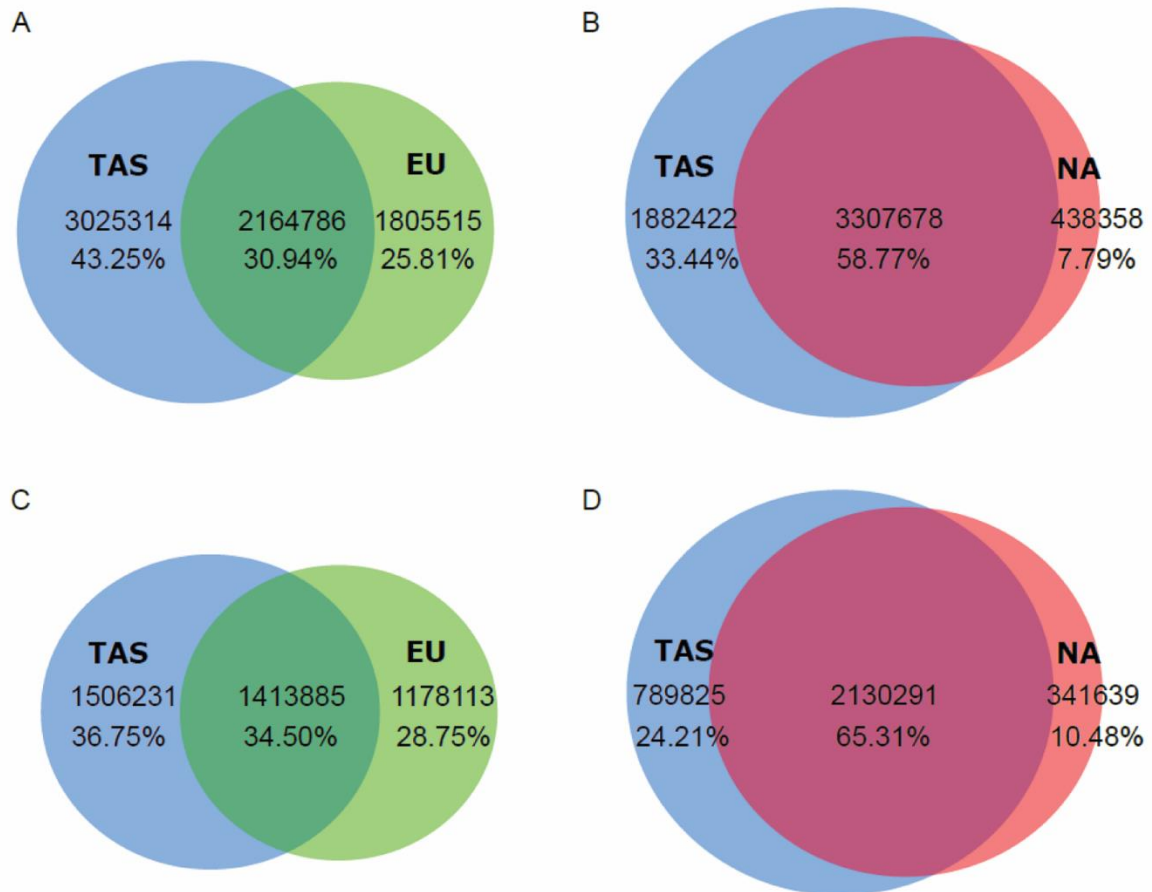 A
TAS
EU
3025314
2164786
1805515
43.25%
30.94%
25.81%
B
TAS
NA
1882422
3307678
438358
33.44%
58.77%
7.79%
C
TAS
EU
1506231
1413885
1178113
36.75%
34.50%
28.75%
D
TAS
NA
789825
2130291
341639
24.21%
65.31%
10.48%